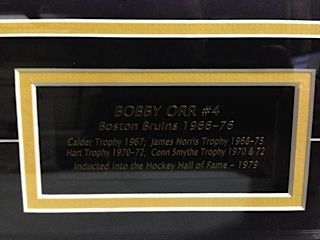 BOBBY ORR #4
Boston Bruins 1966-76
Calder Trophy 1967; James Norris Trophy 1968-75
Hart Trophy 1970-72; Conn Smythe Trophy 1970 & 72
Inducted Into the Hockey Hall of Fame - 1979